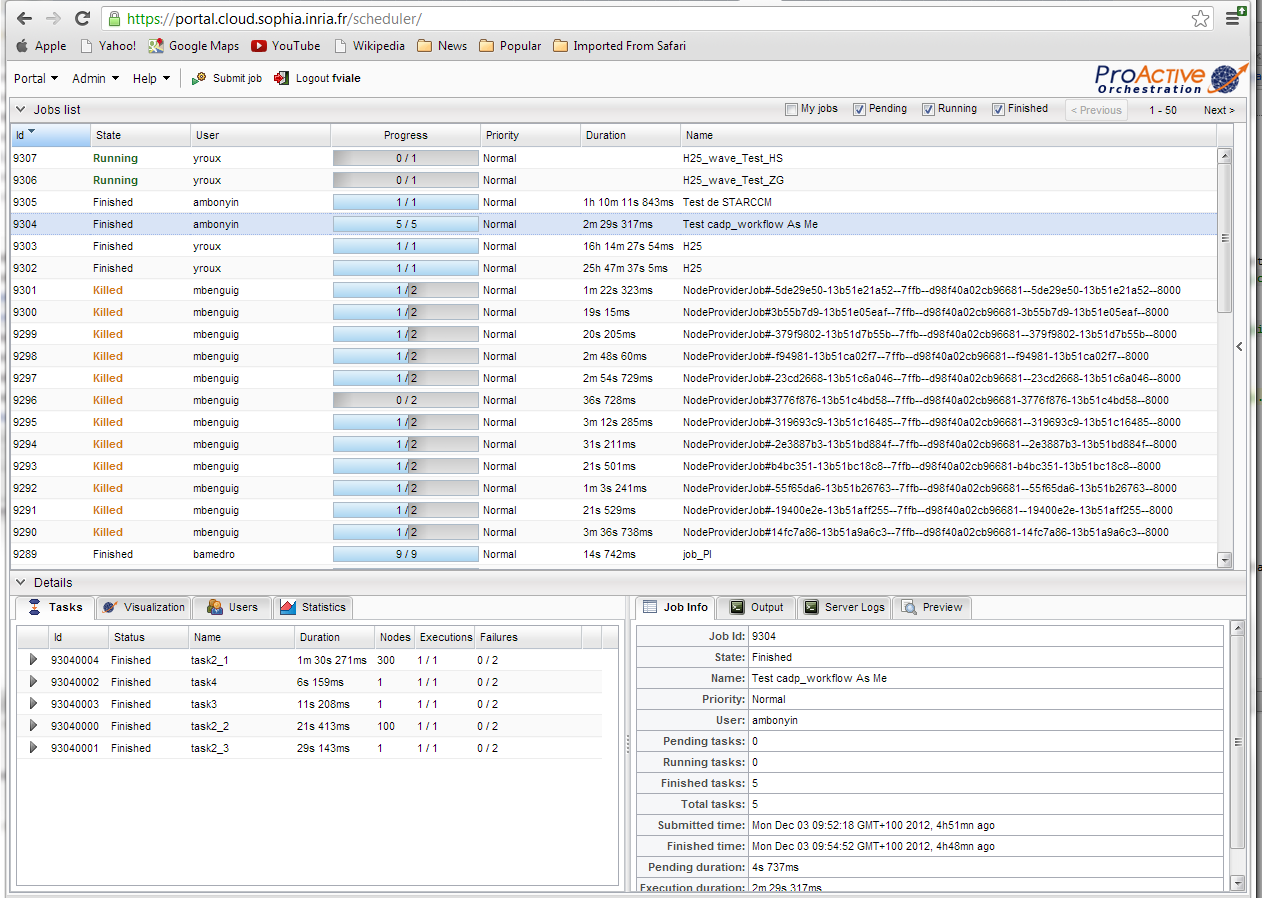 https://portal.cloud.sophia.inria.fr/scheduler/
Apple Yahoo! Google Maps YouTube Wikipedia News Popular Imported From Safari
Portal Admin Help Submit job Logout fviale ProActive Orchestration
Jobs list My jobs Pending Running Finished < Previous 1 - 50 Next >
Id State User Progress Priority Duration Name
9307 Running yroux 0 / 1 Normal H25_wave_Test_HS
9306 Running yroux 0 / 1 Normal H25_wave_Test_ZG
9305 Finished ambonyin 1 / 1 Normal 1h 10m 11s 843ms Test de STARCCM
9304 Finished ambonyin 5 / 5 Normal 2m 29s 317ms Test cadp_workflow As Me
9303 Finished yroux 1 / 1 Normal 16h 14m 27s 54ms H25
9302 Finished yroux 1 / 1 Normal 25h 47m 37s 5ms H25
9301 Killed mbenguig 1 / 2 Normal 1m 22s 323ms NodeProviderJob#-5de29e50-13b51e21a52--7ffb--d98f40a02cb96681--5de29e50-13b51e21a52--8000
9300 Killed mbenguig 1 / 2 Normal 19s 15ms NodeProviderJob#3b55b7d9-13b51e05eaf--7ffb--d98f40a02cb96681-3b55b7d9-13b51e05eaf--8000
9299 Killed mbenguig 1 / 2 Normal 20s 205ms NodeProviderJob#-379f9802-13b51d7b55b--7ffb--d98f40a02cb96681--379f9802-13b51d7b55b--8000
9298 Killed mbenguig 1 / 2 Normal 2m 48s 60ms NodeProviderJob#-f94981-13b51ca02f7--7ffb--d98f40a02cb96681--f94981-13b51ca02f7--8000
9297 Killed mbenguig 1 / 2 Normal 2m 54s 729ms NodeProviderJob#-23cd2668-13b51c6a046--7ffb--d98f40a02cb96681--23cd2668-13b51c6a046--8000
9296 Killed mbenguig 0 / 2 Normal 36s 728ms NodeProviderJob#3776f876-13b51c4bd58--7ffb--d98f40a02cb96681-3776f876-13b51c4bd58--8000
9295 Killed mbenguig 1 / 2 Normal 3m 12s 285ms NodeProviderJob#-319693c9-13b51c16485--7ffb--d98f40a02cb96681--319693c9-13b51c16485--8000
9294 Killed mbenguig 1 / 2 Normal 31s 211ms NodeProviderJob#-2e3887b3-13b51bd884f--7ffb--d98f40a02cb96681--2e3887b3-13b51bd884f--8000
9293 Killed mbenguig 1 / 2 Normal 21s 501ms NodeProviderJob#b4bc351-13b51bc18c8--7ffb--d98f40a02cb96681-b4bc351-13b51bc18c8--8000
9292 Killed mbenguig 1 / 2 Normal 1m 3s 241ms NodeProviderJob#-55f65da6-13b51b26763--7ffb--d98f40a02cb96681--55f65da6-13b51b26763--8000
9291 Killed mbenguig 1 / 2 Normal 21s 529ms NodeProviderJob#-19400e2e-13b51aff255--7ffb--d98f40a02cb96681--19400e2e-13b51aff255--8000
9290 Killed mbenguig 1 / 2 Normal 3m 36s 738ms NodeProviderJob#14fc7a86-13b51a9a6c3--7ffb--d98f40a02cb96681-14fc7a86-13b51a9a6c3--8000
9289 Finished bamedro 9 / 9 Normal 14s 742ms job_PI
Details
Tasks Visualization Users Statistics
Id Status Name Duration Nodes Executions Failures
93040004 Finished task2_1 1m 30s 271ms 300 1 / 1 0 / 2
93040002 Finished task4 6s 159ms 1 1 / 1 0 / 2
93040003 Finished task3 11s 208ms 1 1 / 1 0 / 2
93040000 Finished task2_2 21s 413ms 100 1 / 1 0 / 2
93040001 Finished task2_3 29s 143ms 1 1 / 1 0 / 2
Job Info Output Server Logs Preview
Job Id: 9304
State: Finished
Name: Test cadp_workflow As Me
Priority: Normal
User: ambonyin
Pending tasks: 0
Running tasks: 0
Finished tasks: 5
Total tasks: 5
Submitted time: Mon Dec 03 09:52:18 GMT+100 2012, 4h51mn ago
Finished time: Mon Dec 03 09:54:52 GMT+100 2012, 4h48mn ago
Pending duration: 4s 737ms
Execution duration: 2m 29s 317ms